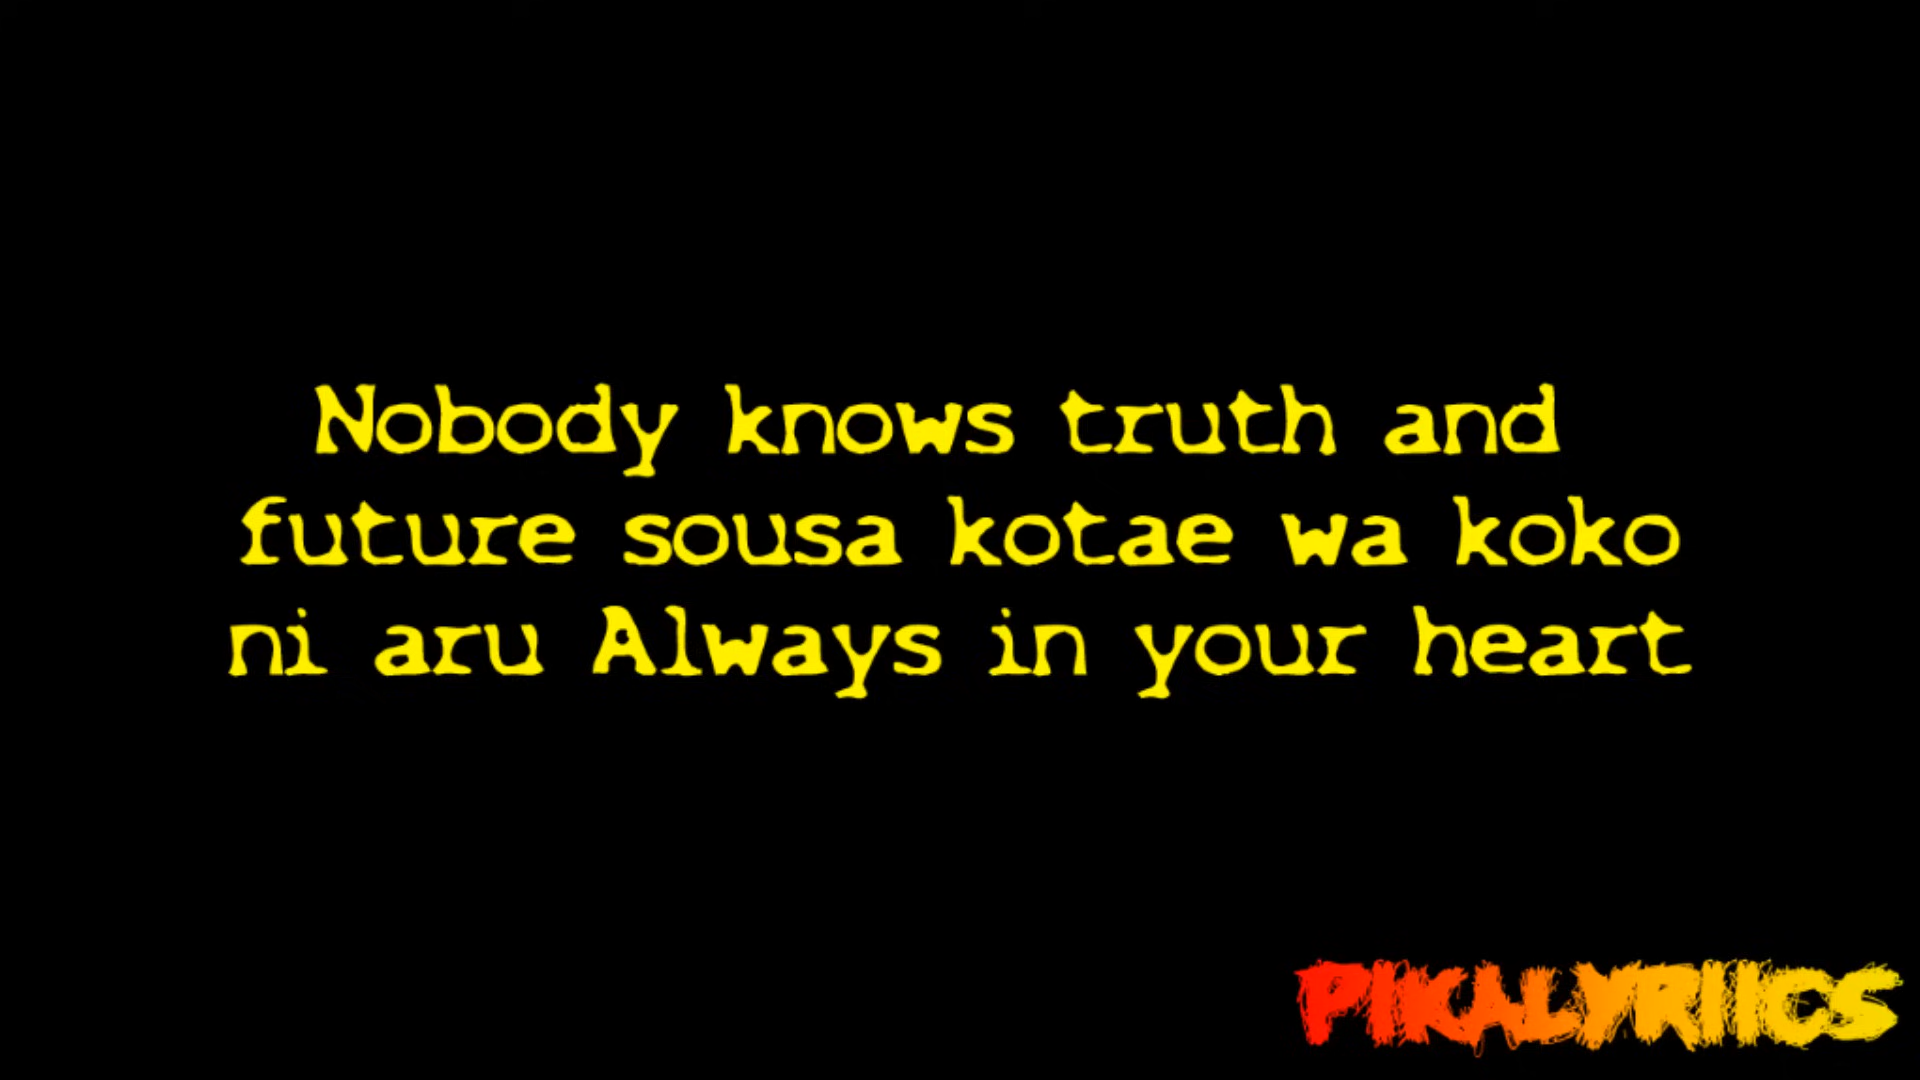 Nobody knows truth and
future sousa kotae wa koko
ni aru Always in your heart
PIKALYRIICS